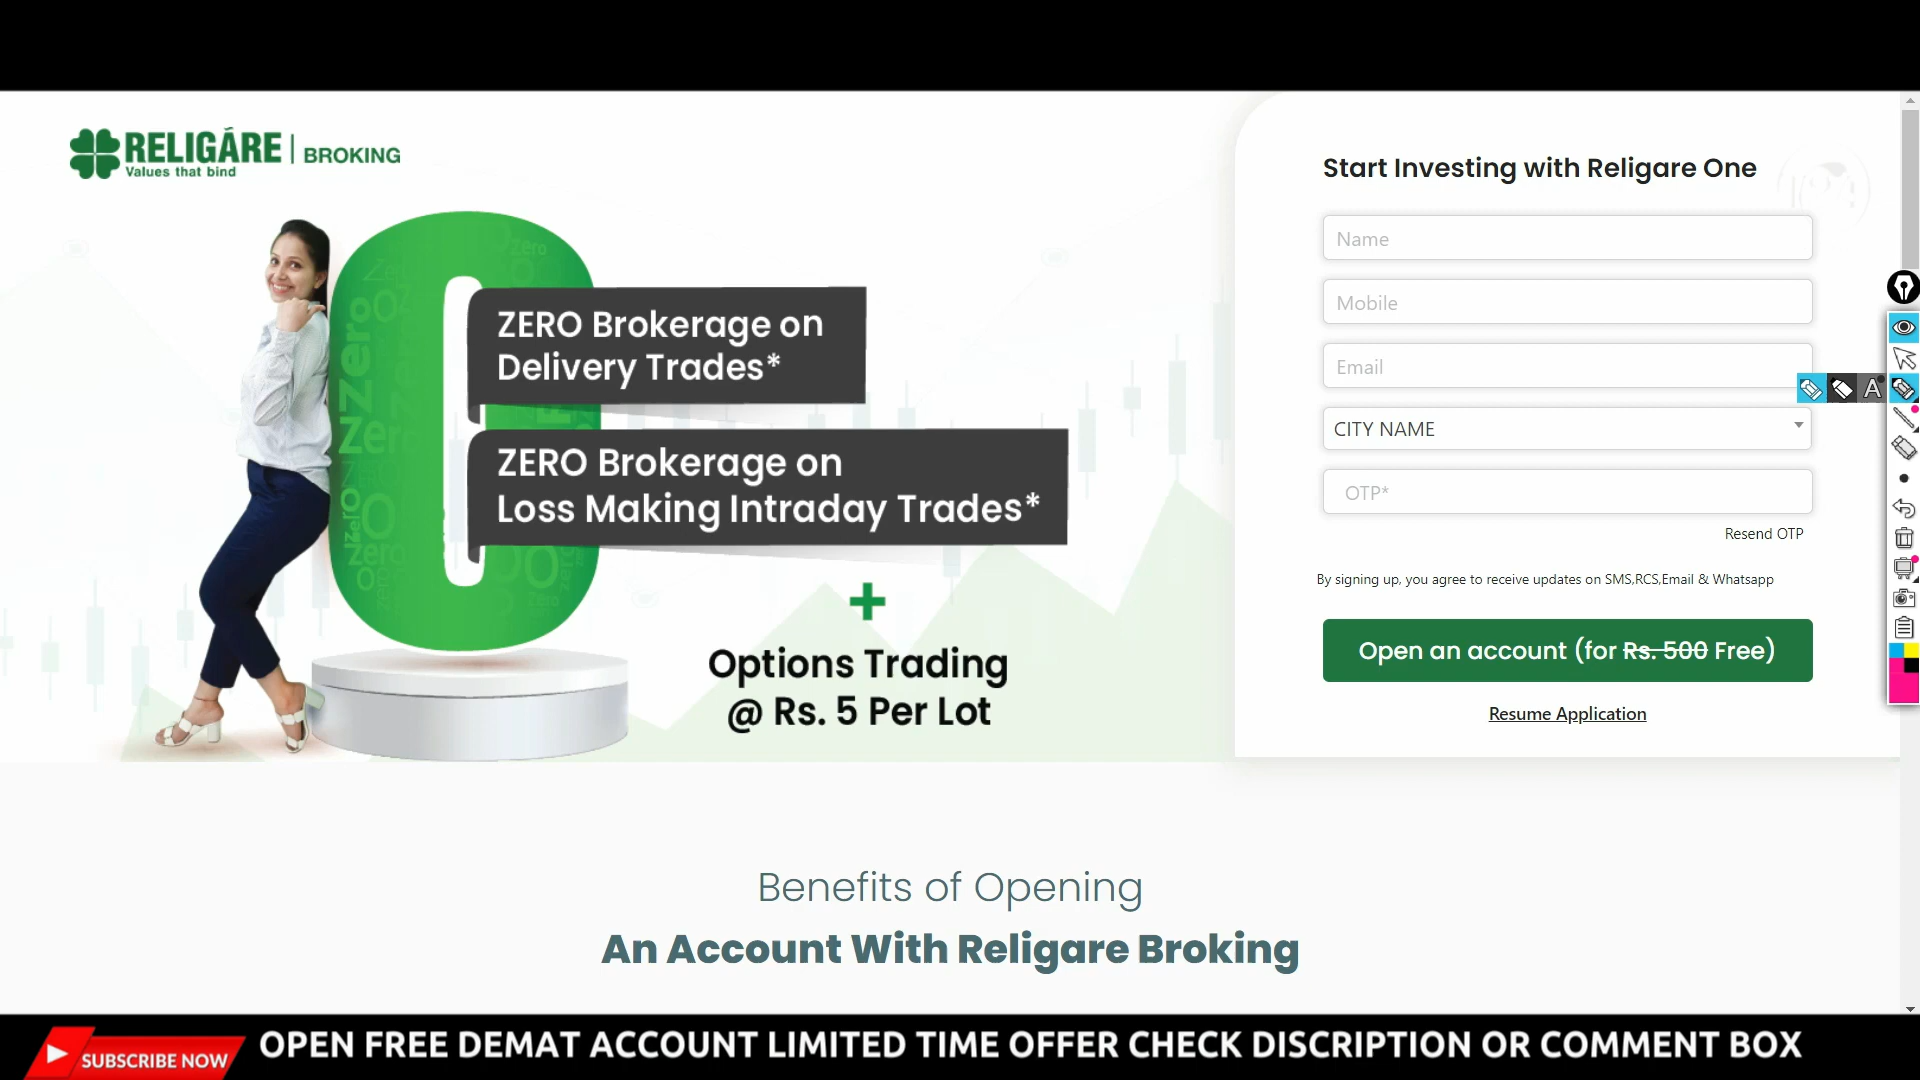 RELIGÁRE | BROKING
Values that bind
ZERO Brokerage on
Delivery Trades*
ZERO Brokerage on
Loss Making Intraday Trades*
+
Options Trading
@ Rs. 5 Per Lot
Start Investing with Religare One
Name
Mobile
Email
CITY NAME
OTP*
Resend OTP
By signing up, you agree to receive updates on SMS,RCS,Email & Whatsapp
Open an account (for Rs. 500 Free)
Resume Application
A
Benefits of Opening
An Account With Religare Broking
SUBSCRIBE NOW
OPEN FREE DEMAT ACCOUNT LIMITED TIME OFFER CHECK DISCRIPTION OR COMMENT BOX